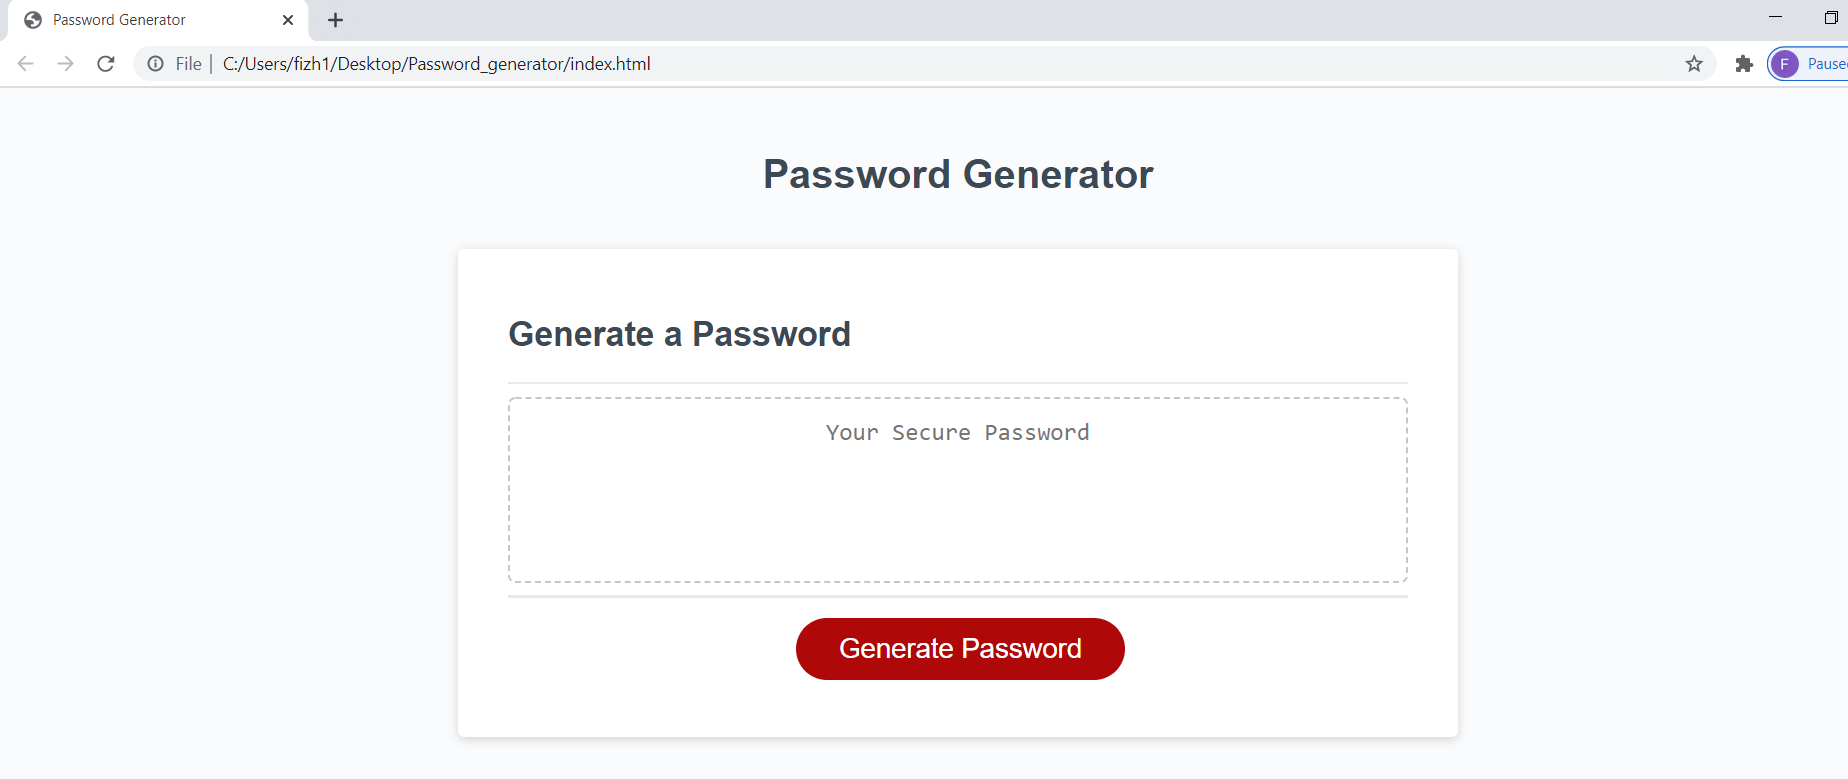 Password Generator
File | C:/Users/fizh1/Desktop/Password_generator/index.html
F Pause
Password Generator
Generate a Password
Your Secure Password
Generate Password